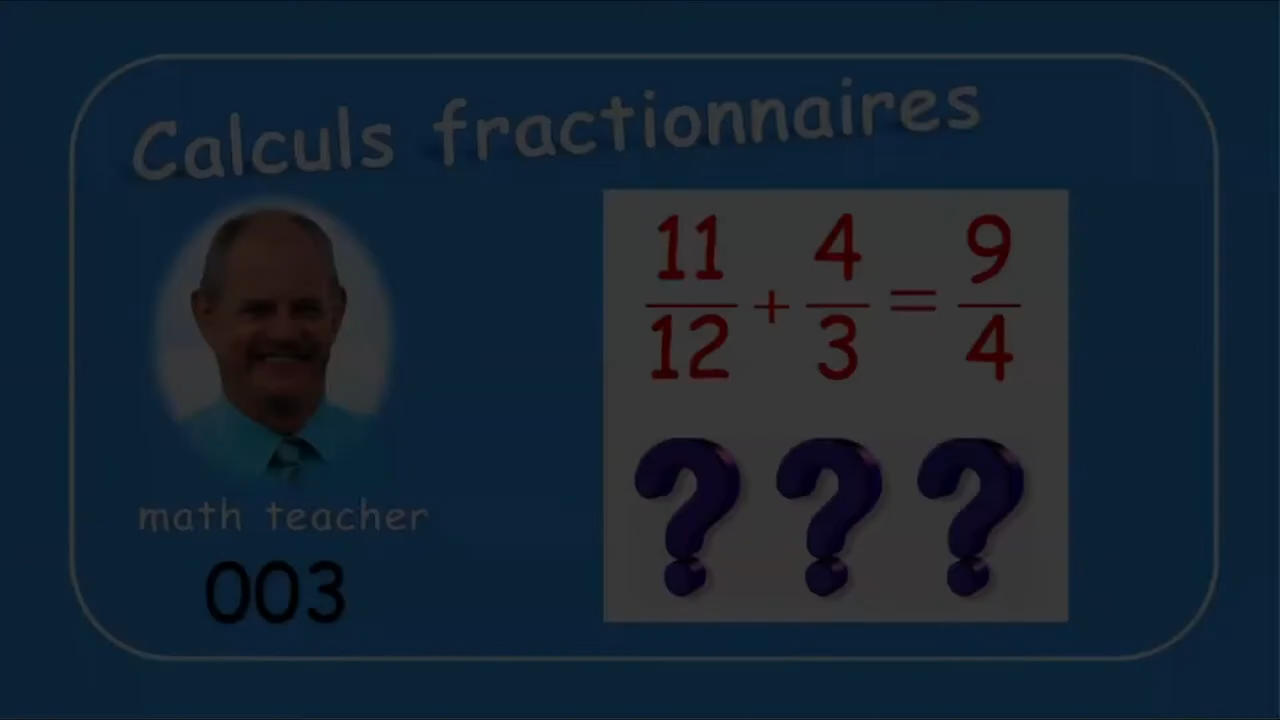 Calculs fractionnaires
11/12 + 4/3 = 9/4
? ? ?
math teacher
003